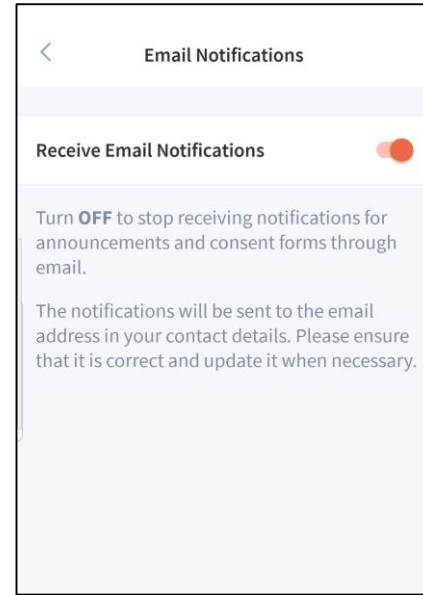 Email Notifications
Receive Email Notifications
Turn OFF to stop receiving notifications for
announcements and consent forms through
email.
The notifications will be sent to the email
address in your contact details. Please ensure
that it is correct and update it when necessary.